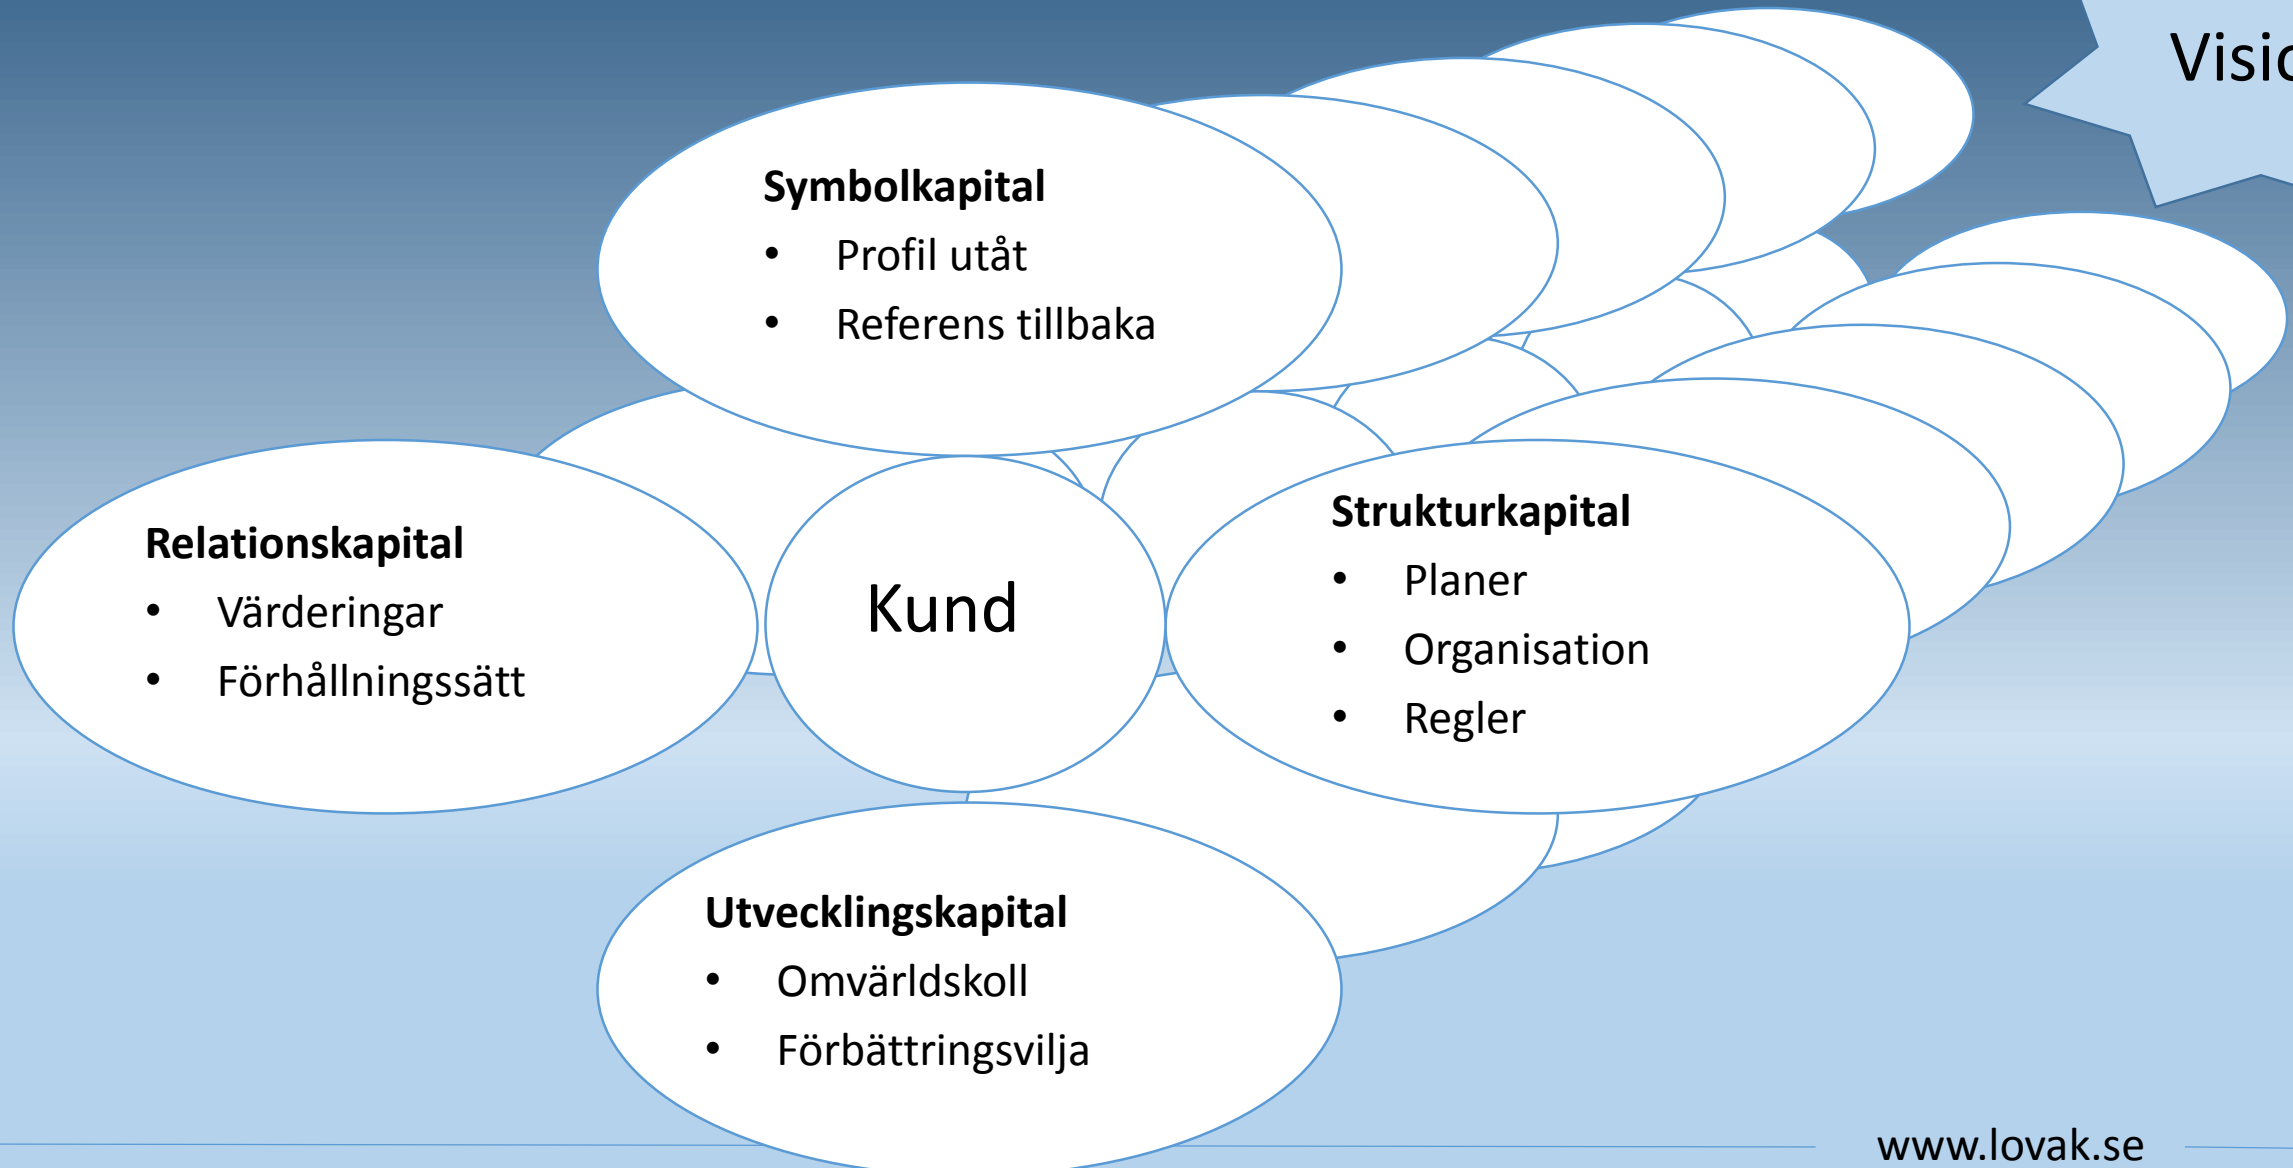 Symbolkapital
• Profil utåt
• Referens tillbaka
Relationskapital
• Värderingar
• Förhållningssätt
Kund
Strukturkapital
• Planer
• Organisation
• Regler
Utvecklingskapital
• Omvärldskoll
• Förbättringsvilja
www.lovak.se